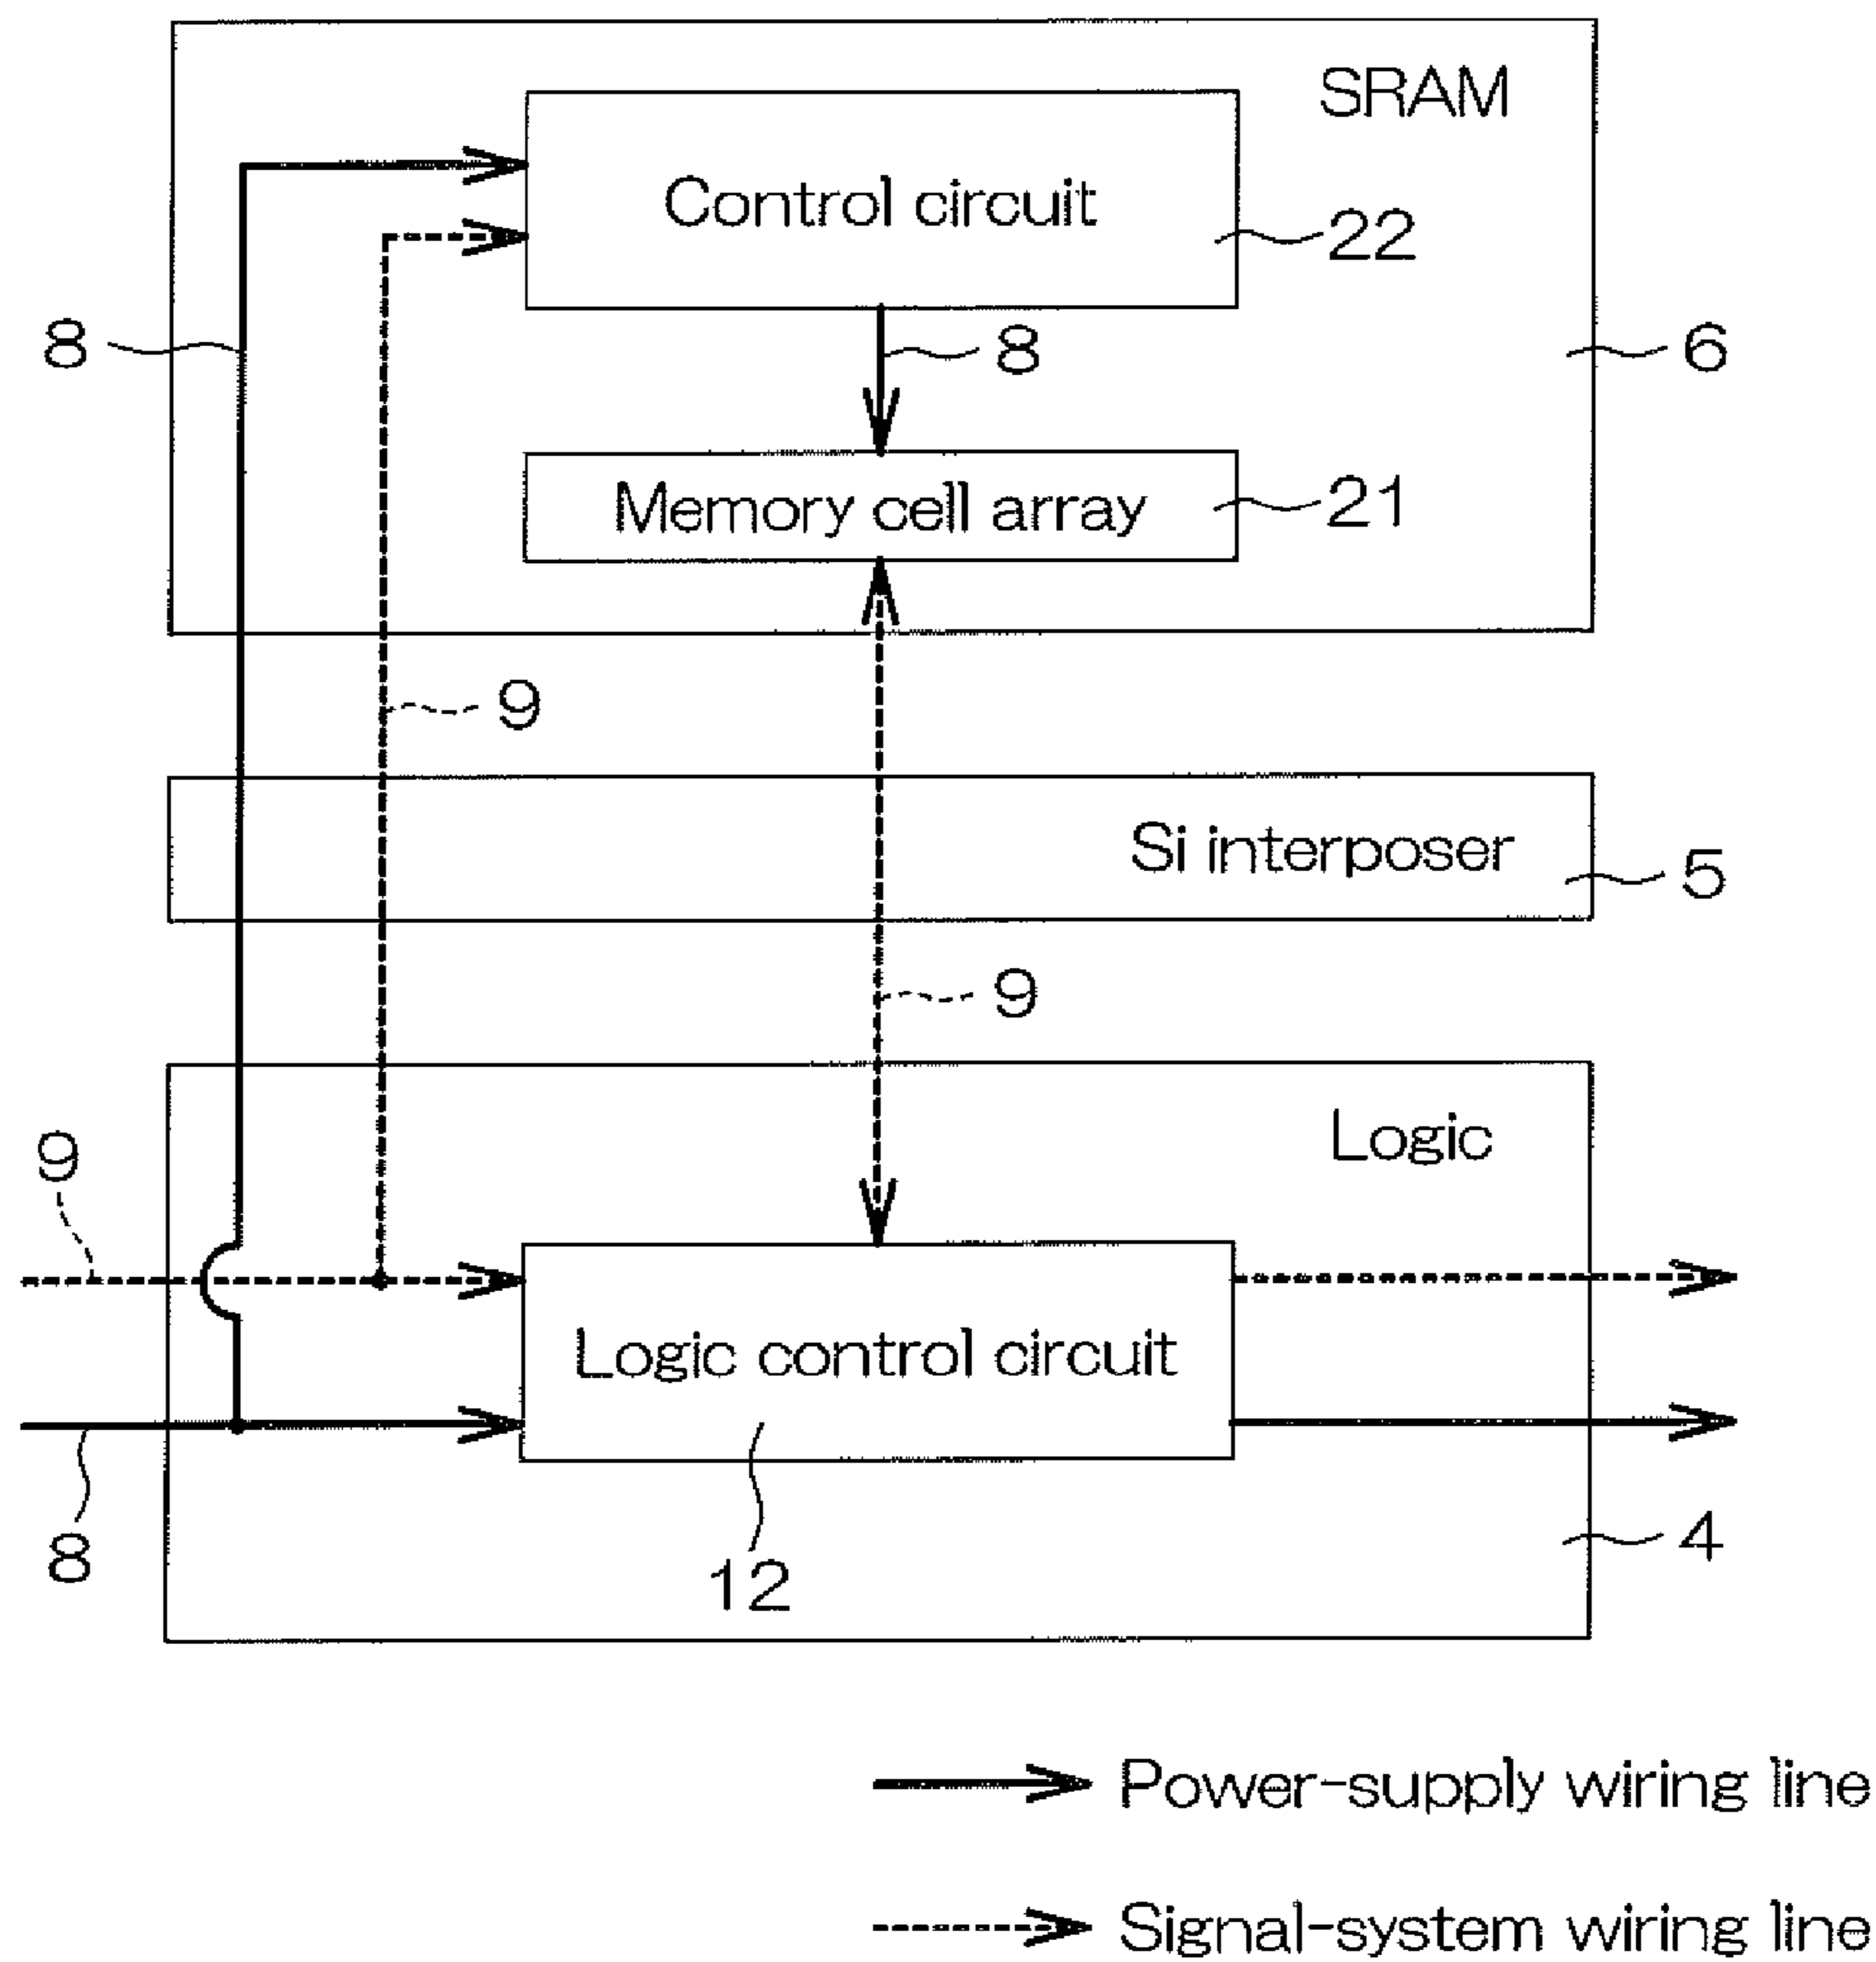 SRAM
Control circuit
22
8
8
6
Memory cell array
21
9
Si interposer
5
9
Logic
9
Logic control circuit
8
12
4
Power-supply wiring line
Signal-system wiring line